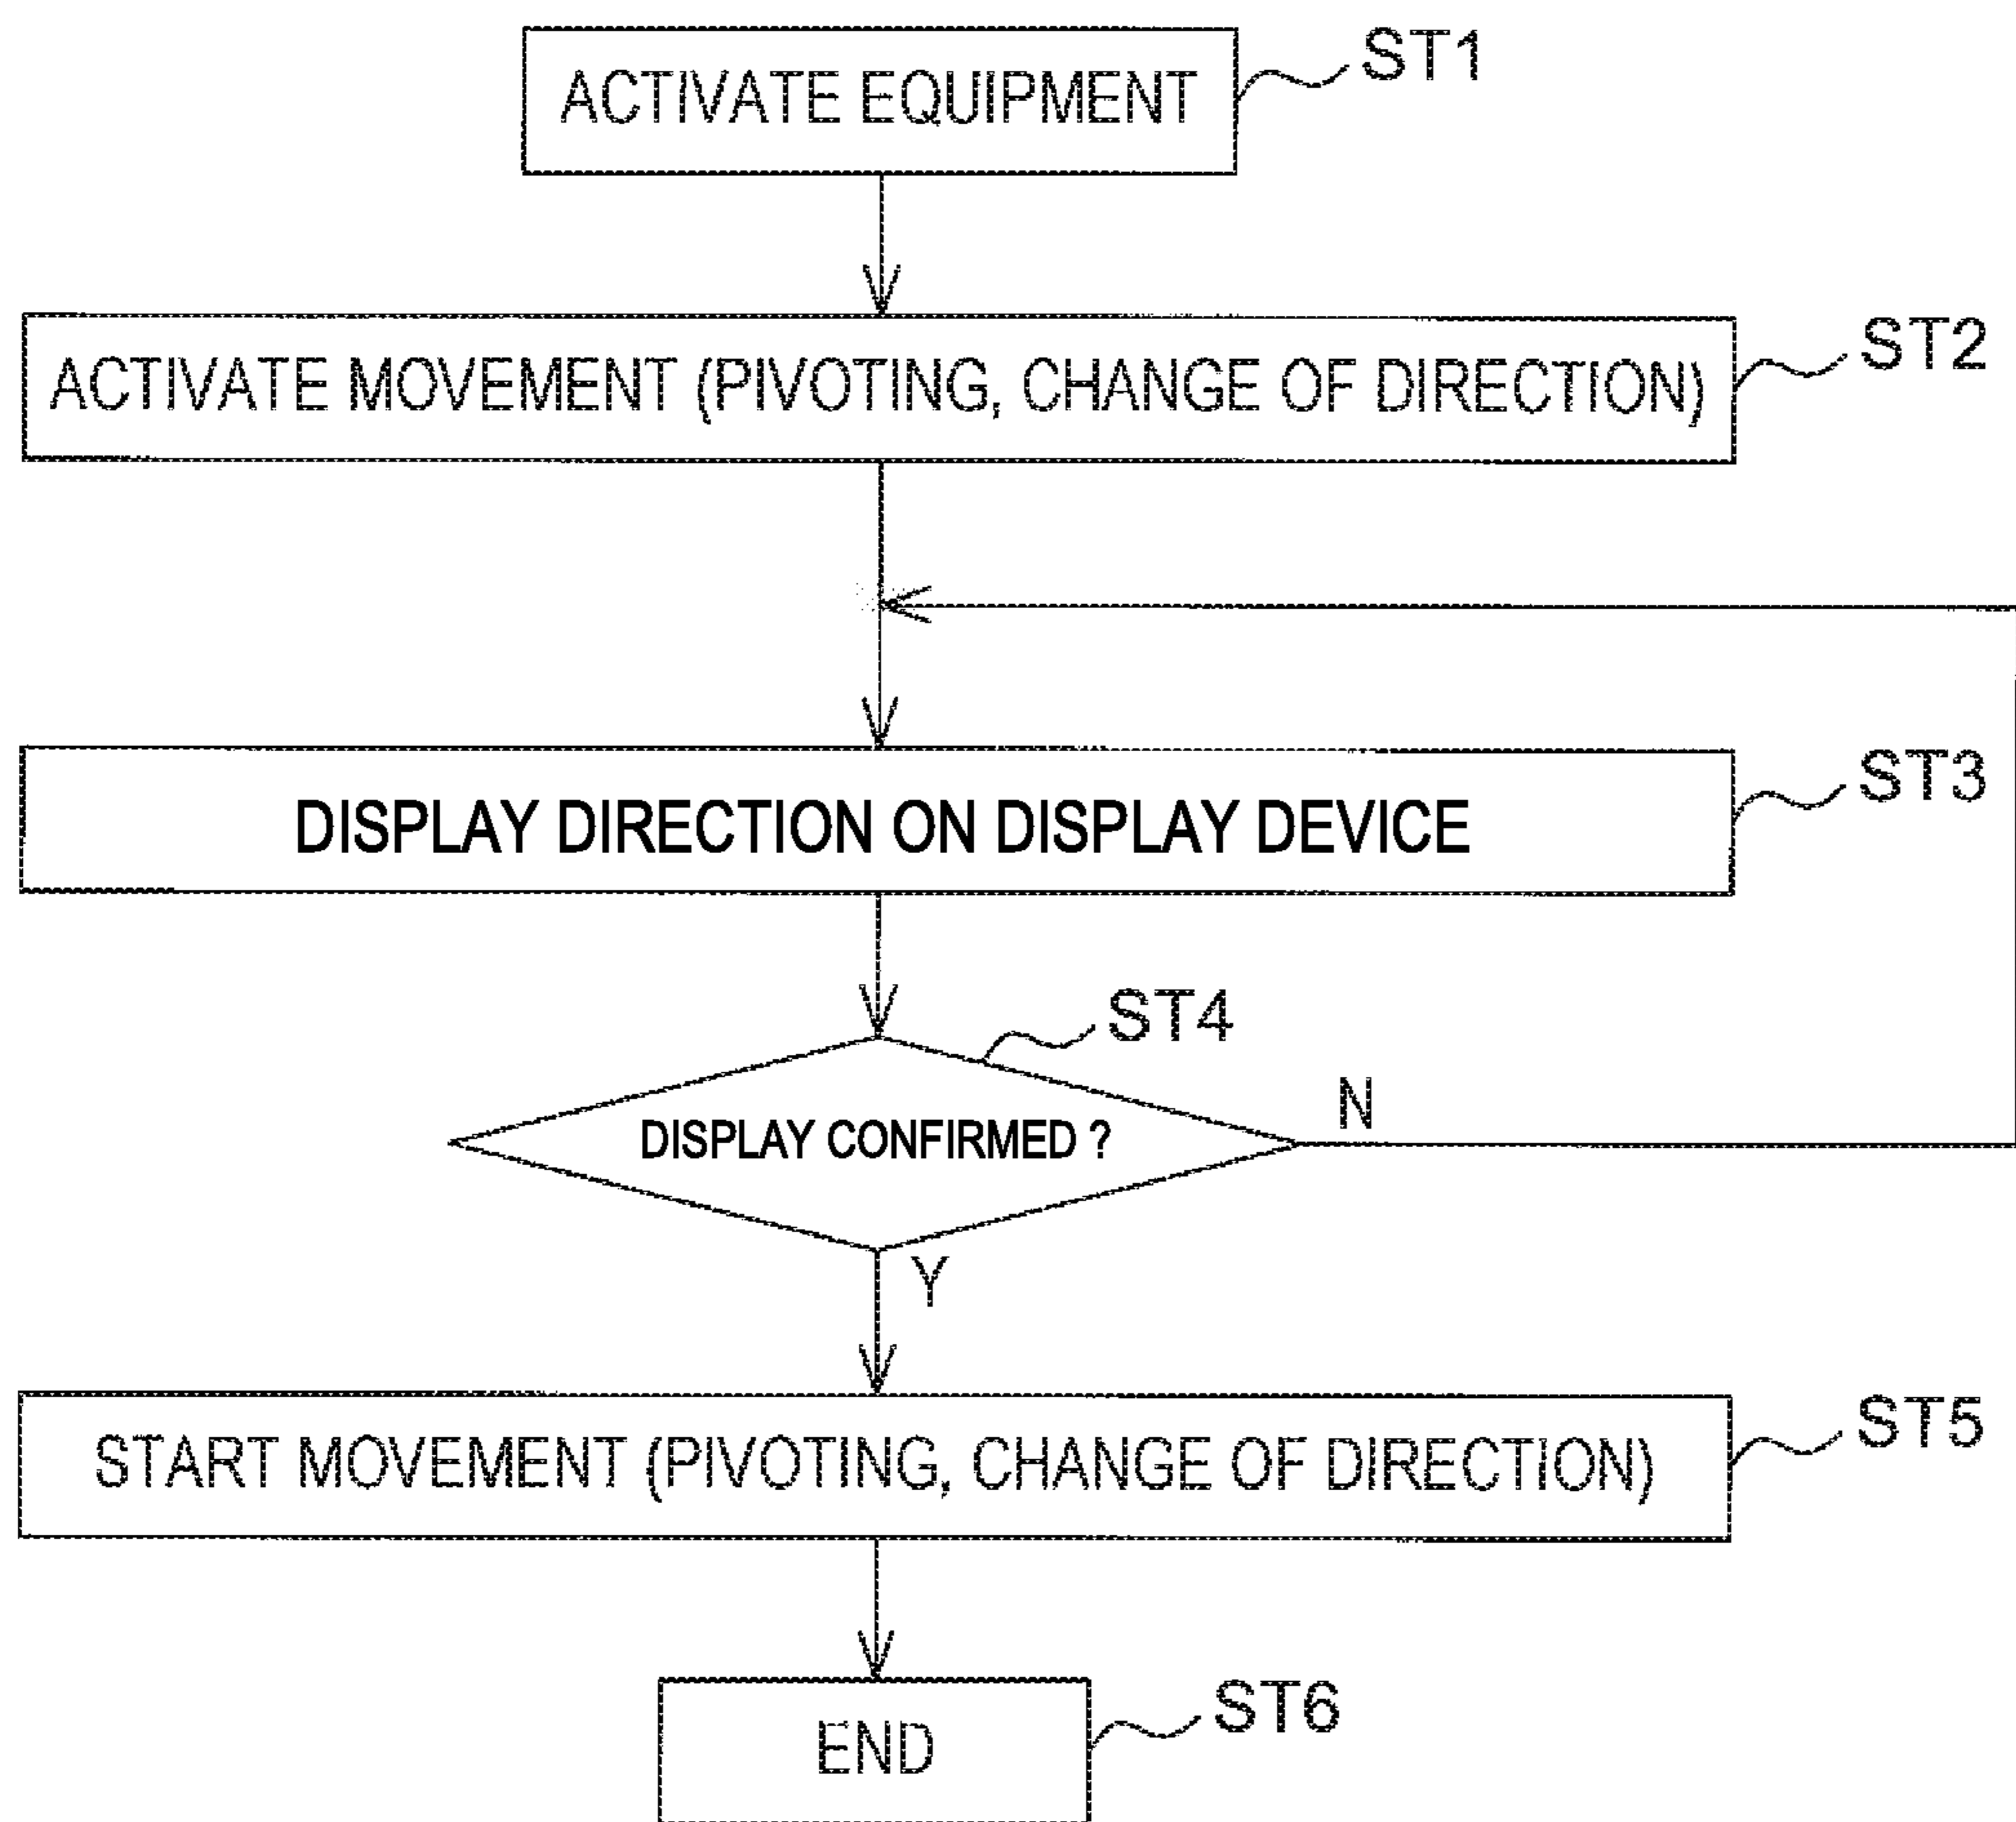 ACTIVATE EQUIPMENT
ST1
ACTIVATE MOVEMENT (PIVOTING, CHANGE OF DIRECTION)
ST2
DISPLAY DIRECTION ON DISPLAY DEVICE
ST3
ST4
DISPLAY CONFIRMED ?
N
Y
START MOVEMENT (PIVOTING, CHANGE OF DIRECTION)
ST5
END
ST6